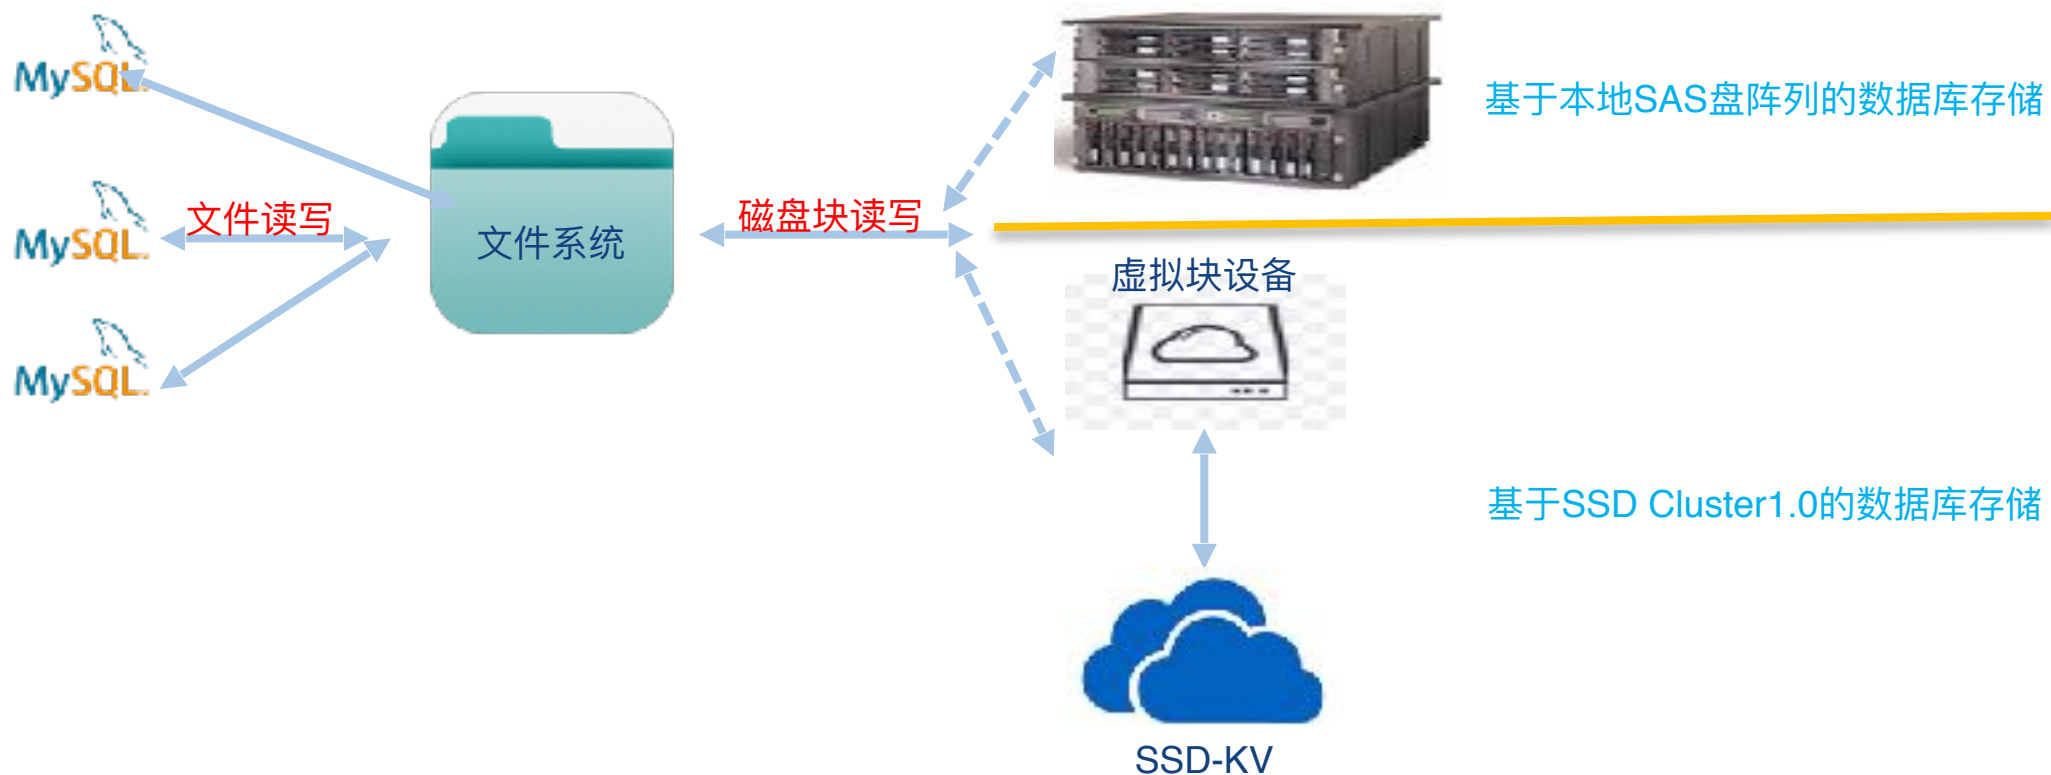 MySQL
基于本地SAS盘阵列的数据库存储
MySQL
文件读写
文件系统
磁盘块读写
虚拟块设备
MySQL
基于SSD Cluster1.0的数据库存储
SSD-KV